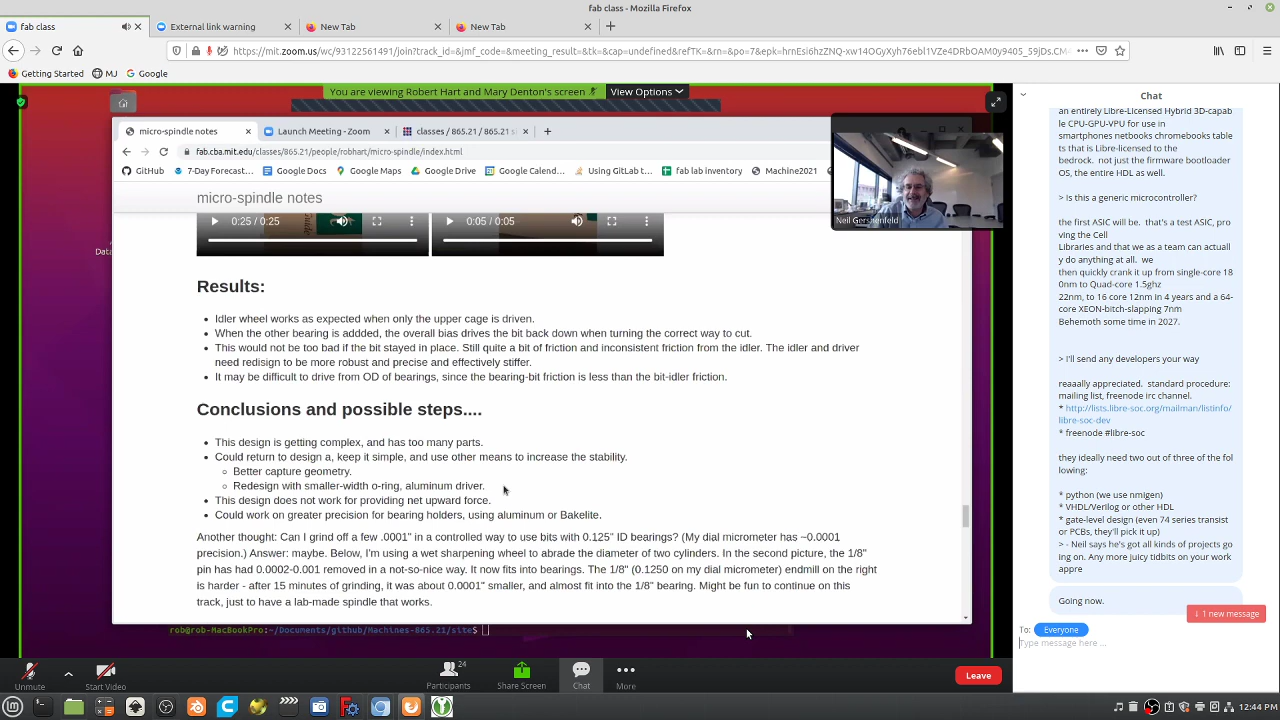 fab class - Mozilla Firefox
fab class
External link warning
New Tab
New Tab
https://mit.zoom.us/wc/93122561491/join?track_id=&jmf_code=&meeting_result=&tk=&cap=undefined&refTK=&rn=&po=7&epk=hrnEsi6hzZNQ-xw14OGyXyh76ebl1VZe4DRbOAM0y9405_59jDs.CM
Getting Started
MJ
Google
You are viewing Robert Hart and Mary Denton's screen
View Options
micro-spindle notes
Launch Meeting - Zoom
classes / 865.21 / 865.21 s
fab.cba.mit.edu/classes/865.21/people/robhart/micro-spindle/index.html
GitHub
7-Day Forecast...
Google Docs
Google Maps
Google Drive
Google Calen...
Using GitLab t...
fab lab inventory
Machine2021
Neil Gershenfeld
micro-spindle notes
0:25 / 0:25
0:05 / 0:05
Results:
Idler wheel works as expected when only the upper cage is driven.
When the other bearing is addded, the overall bias drives the bit back down when turning the correct way to cut.
This would not be too bad if the bit stayed in place. Still quite a bit of friction and inconsistent friction from the idler. The idler and driver
need redisign to be more robust and precise and effectively stiffer.
It may be difficult to drive from OD of bearings, since the bearing-bit friction is less than the bit-idler friction.
Conclusions and possible steps....
This design is getting complex, and has too many parts.
Could return to design a, keep it simple, and use other means to increase the stability.
Better capture geometry.
Redesign with smaller-width o-ring, aluminum driver.
This design does not work for providing net upward force.
Could work on greater precision for bearing holders, using aluminum or Bakelite.
Another thought: Can I grind off a few .0001" in a controlled way to use bits with 0.125" ID bearings? (My dial micrometer has ~0.0001
precision.) Answer: maybe. Below, I'm using a wet sharpening wheel to abrade the diameter of two cylinders. In the second picture, the 1/8"
pin has had 0.0002-0.001 removed in a not-so-nice way. It now fits into bearings. The 1/8" (0.1250 on my dial micrometer) endmill on the right
is harder - after 15 minutes of grinding, it was about 0.0001" smaller, and almost fit into the 1/8" bearing. Might be fun to continue on this
track, just to have a lab-made spindle that works.
Data
rob@rob-MacBookPro:~/Documents/github/Machines-865.21/site$
Unmute
Start Video
24
Participants
Share Screen
Chat
More
Leave
Chat
an entirely Libre-Licensed Hybrid 3D-capab
le CPU-GPU-VPU for use in
smartphones netbooks chromebooks table
ts that is Libre-licensed to the
bedrock. not just the firmware bootloader
OS, the entire HDL as well.
> Is this a generic microcontroller?
the first ASIC will be. that's a test ASIC, pro
ving the Cell
Libraries and that we as a team can actuall
y do anything at all. we
then quickly crank it up from single-core 18
0nm to Quad-core 1.5ghz
22nm, to 16 core 12nm in 4 years and a 64-
core XEON-bitch-slapping 7nm
Behemoth some time in 2027.
> I'll send any developers your way
reaaally appreciated. standard procedure:
mailing list, freenode irc channel.
* http://lists.libre-soc.org/mailman/listinfo/
libre-soc-dev
* freenode #libre-soc
they ideally need two out of three of the fol
lowing:
* python (we use nmigen)
* VHDL/Verilog or other HDL
* gate-level design (even 74 series transist
or PCBs, they'll pick it up)
> - Neil says he's got all kinds of projects go
ing on. Any more juicy tidbits on your work
appre
Going now.
↓ 1 new message
To:
Everyone
Type message here ...
12:44 PM